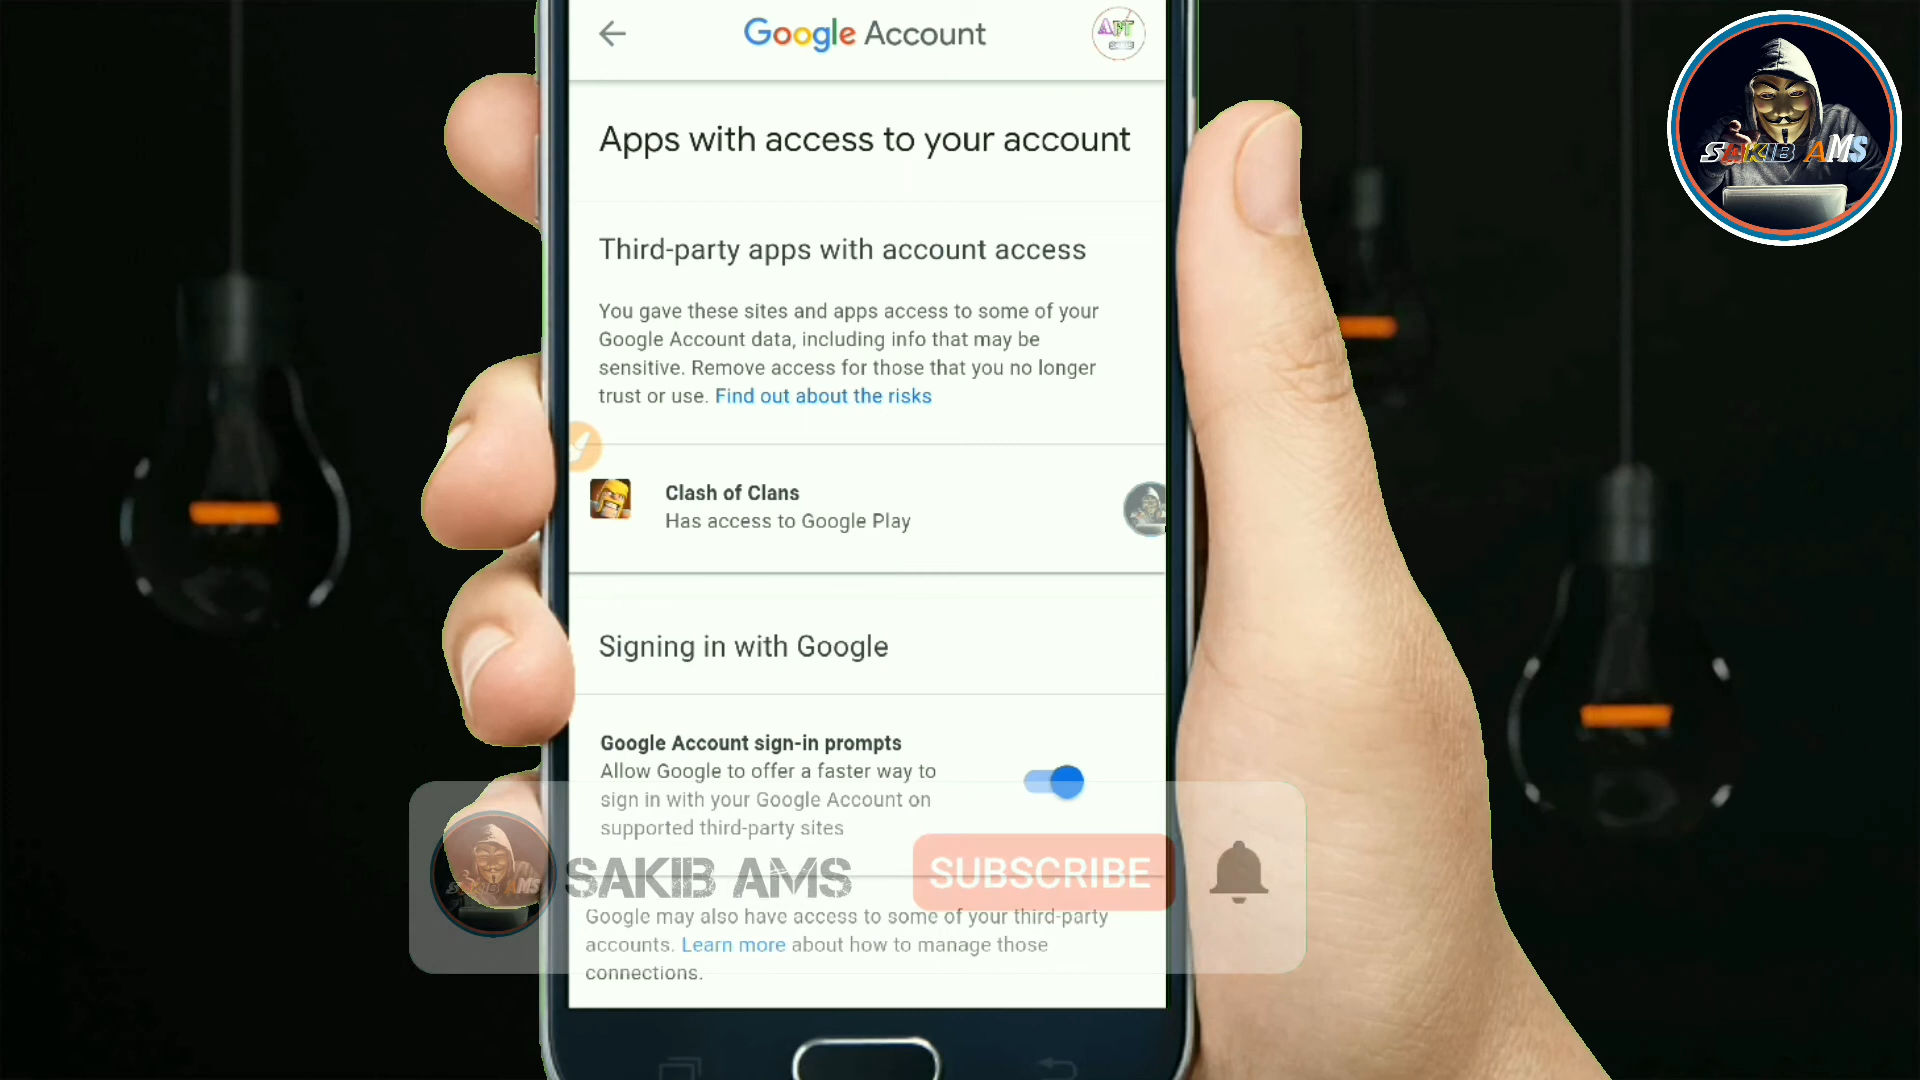 Google Account
SAKIB AMS
Apps with access to your account
Third-party apps with account access
You gave these sites and apps access to some of your
Google Account data, including info that may be
sensitive. Remove access for those that you no longer
trust or use. Find out about the risks
Clash of Clans
Has access to Google Play
Signing in with Google
Google Account sign-in prompts
Allow Google to offer a faster way to
sign in with your Google Account on
supported third-party sites
SAKIB AMS
SAKIB AMS
SUBSCRIBE
Google may also have access to some of your third-party
accounts. Learn more about how to manage those
connections.